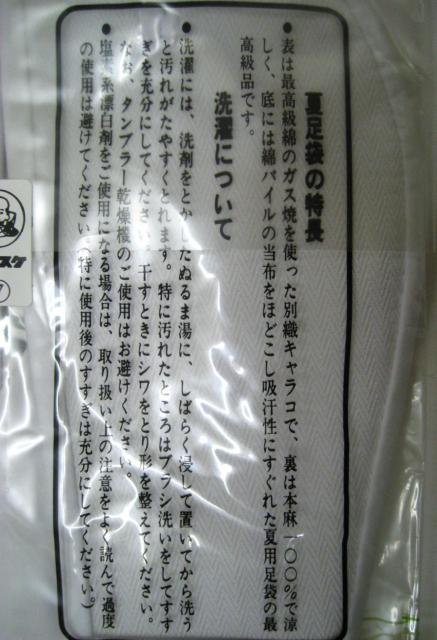 夏足袋の特長
●表は最高級綿のガス焼を使った別織キャラコで、裏は本麻一〇〇％で涼
しく、底には綿パイルの当布をほどこし吸汗性にすぐれた夏用足袋の最
高級品です。
洗濯について
●洗濯には、洗剤をとかしたぬるま湯に、しばらく浸して置いてから洗う
と汚れがたやすくとれます。特に汚れたところはブラシ洗いをしてすす
ぎを充分にしてください。干すときにシワをとり形を整えてください。
なお、タンブラー乾燥機のご使用はお避けください。
●塩素系漂白剤をご使用になる場合は、取り扱い上の注意をよく読んで過度
の使用は避けてください。（特に使用後のすすぎは充分にしてください。）
スケ